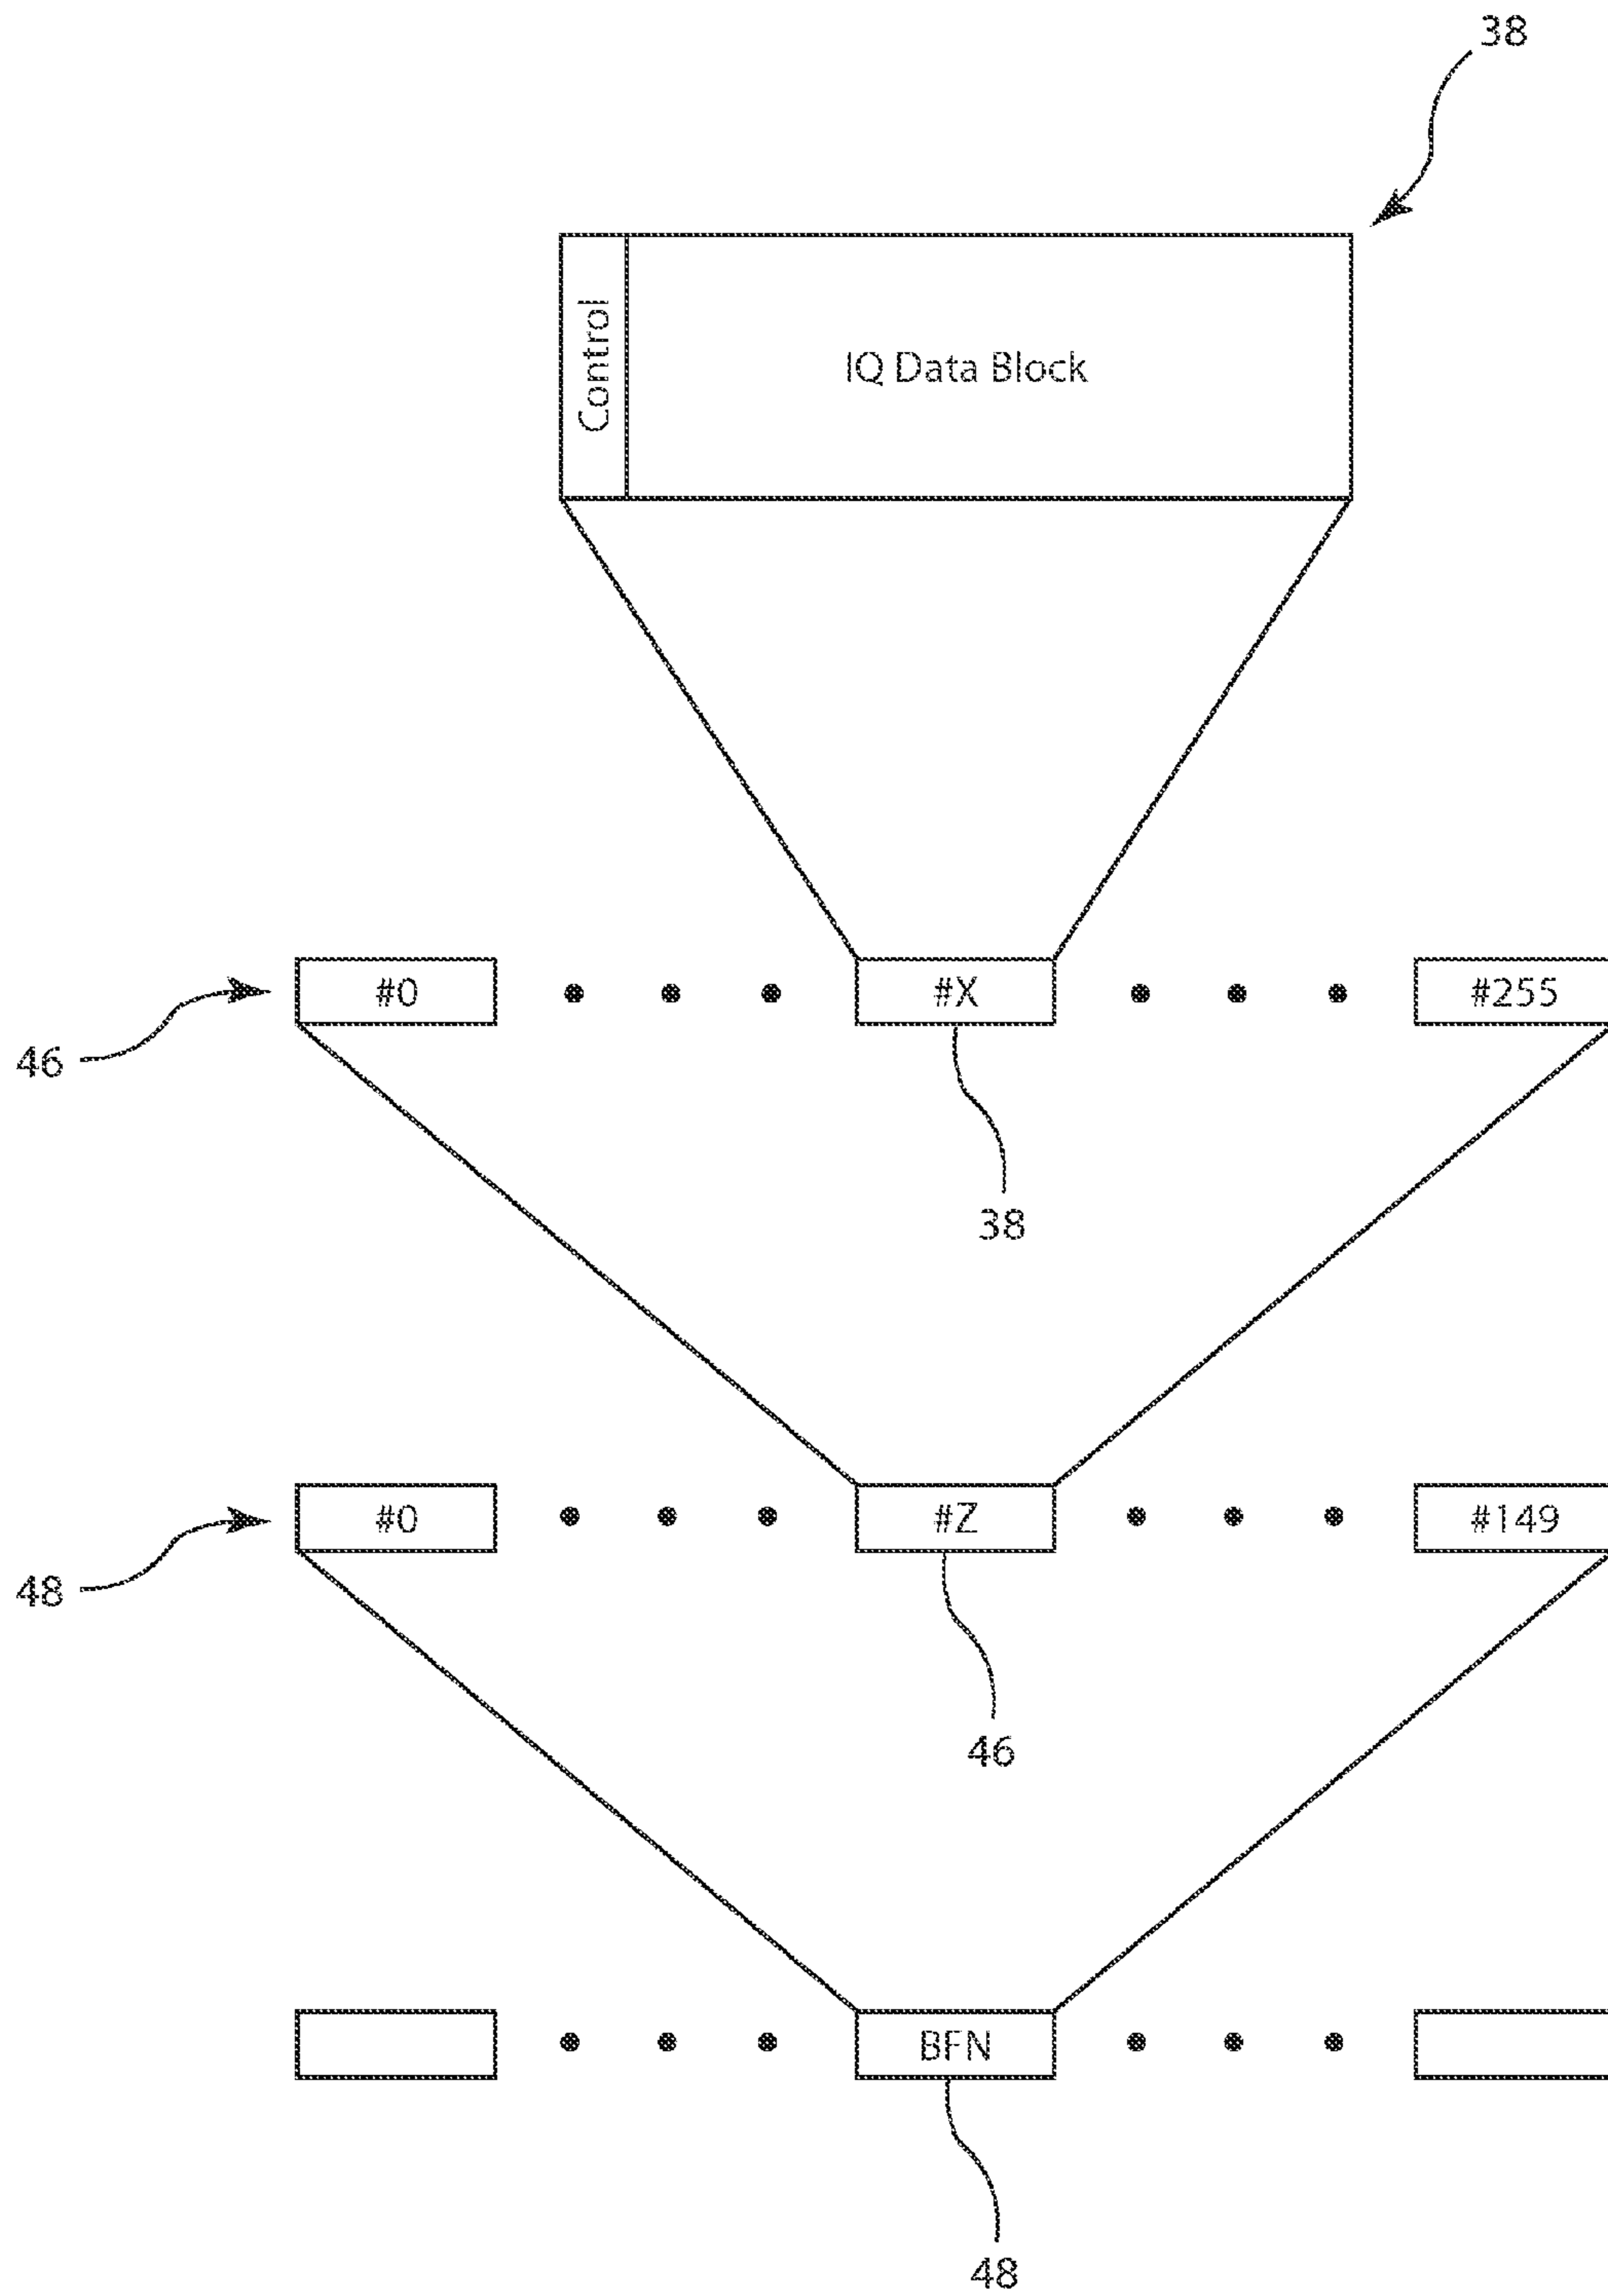 38
Control
IQ Data Block
#0
#X
#255
46
38
#0
#Z
#149
48
46
BFN
48